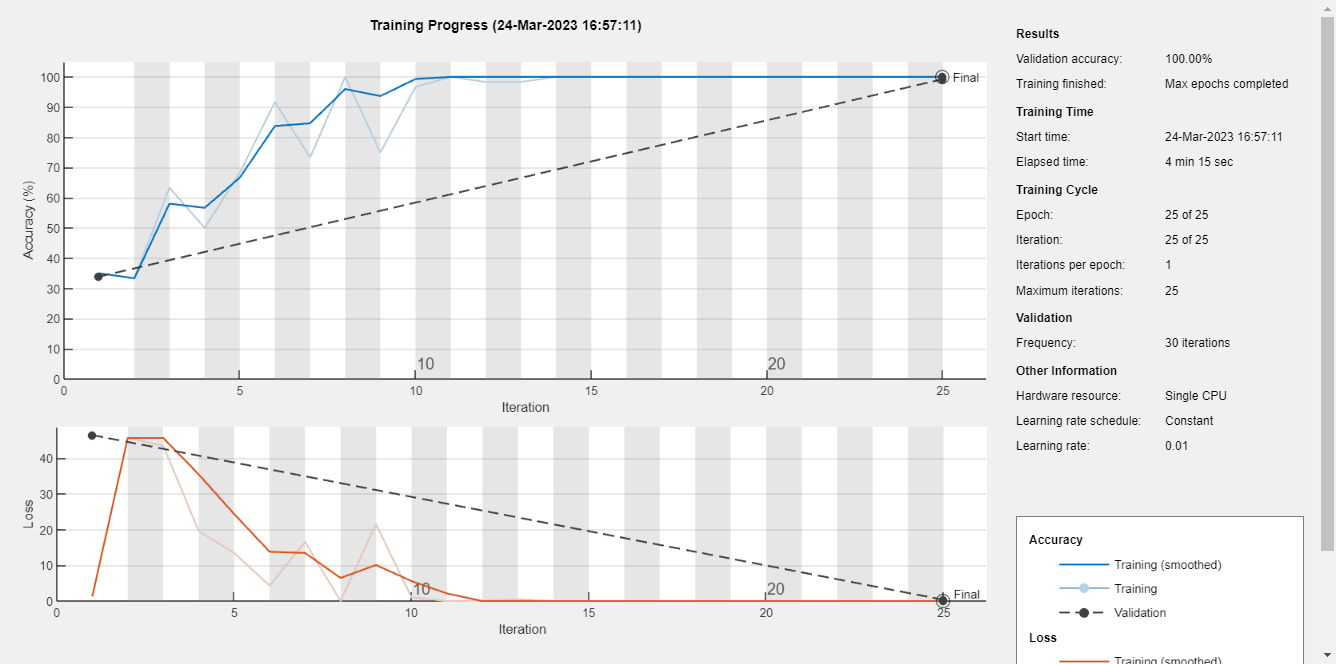 Training Progress (24-Mar-2023 16:57:11)
Accuracy (%)
100
90
80
70
60
50
40
30
20
10
0
Final
10
20
0
5
10
15
20
25
Iteration
Loss
40
30
20
10
0
Final
10
20
0
5
10
15
20
25
Iteration
Results
Validation accuracy: 100.00%
Training finished: Max epochs completed
Training Time
Start time: 24-Mar-2023 16:57:11
Elapsed time: 4 min 15 sec
Training Cycle
Epoch: 25 of 25
Iteration: 25 of 25
Iterations per epoch: 1
Maximum iterations: 25
Validation
Frequency: 30 iterations
Other Information
Hardware resource: Single CPU
Learning rate schedule: Constant
Learning rate: 0.01
Accuracy
Training (smoothed)
Training
Validation
Loss
Training (smoothed)